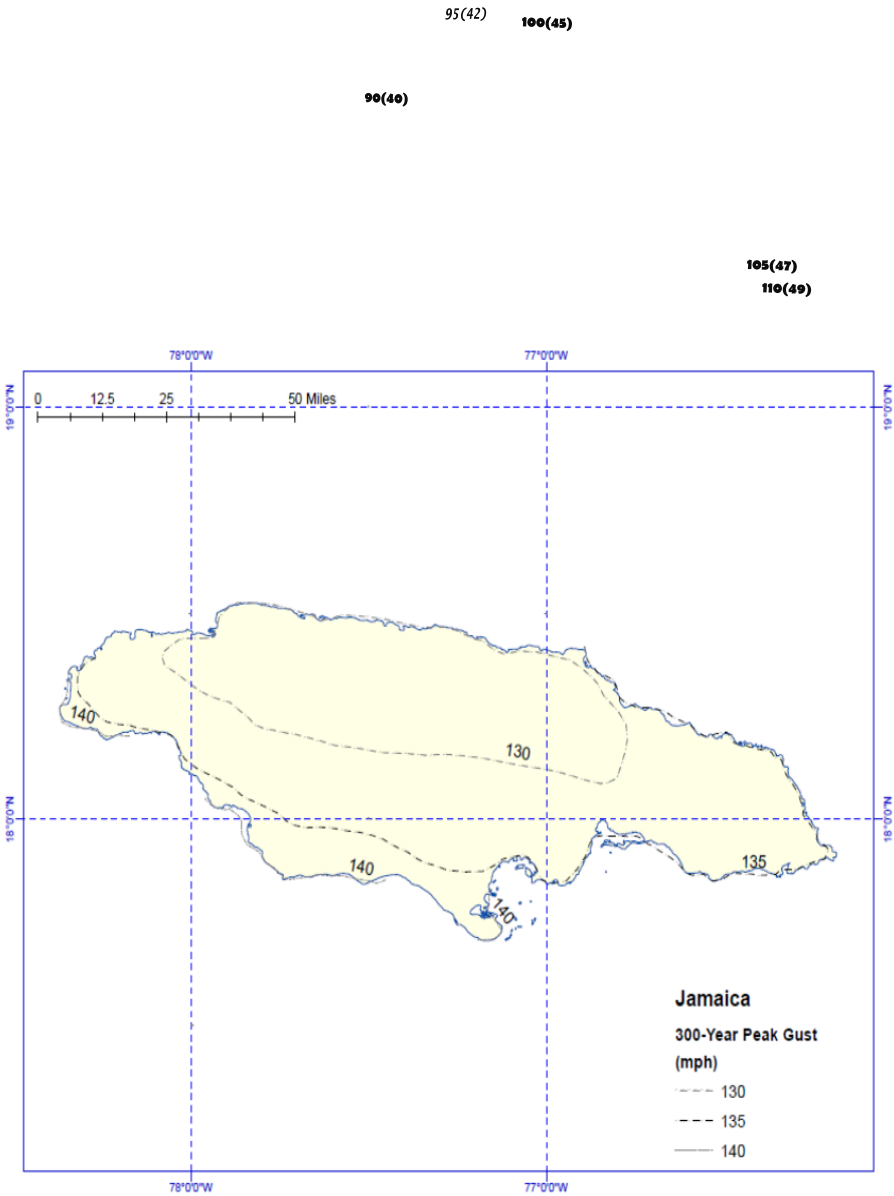 95(42)
100(45)
90(40)
105(47)
110(49)
78°0'0"W
77°0'0"W
0
12.5
25
50 Miles
19°0'0"N
19°0'0"N
140
130
18°0'0"N
18°0'0"N
140
135
140
Jamaica
300-Year Peak Gust
(mph)
130
135
140
78°0'0"W
77°0'0"W